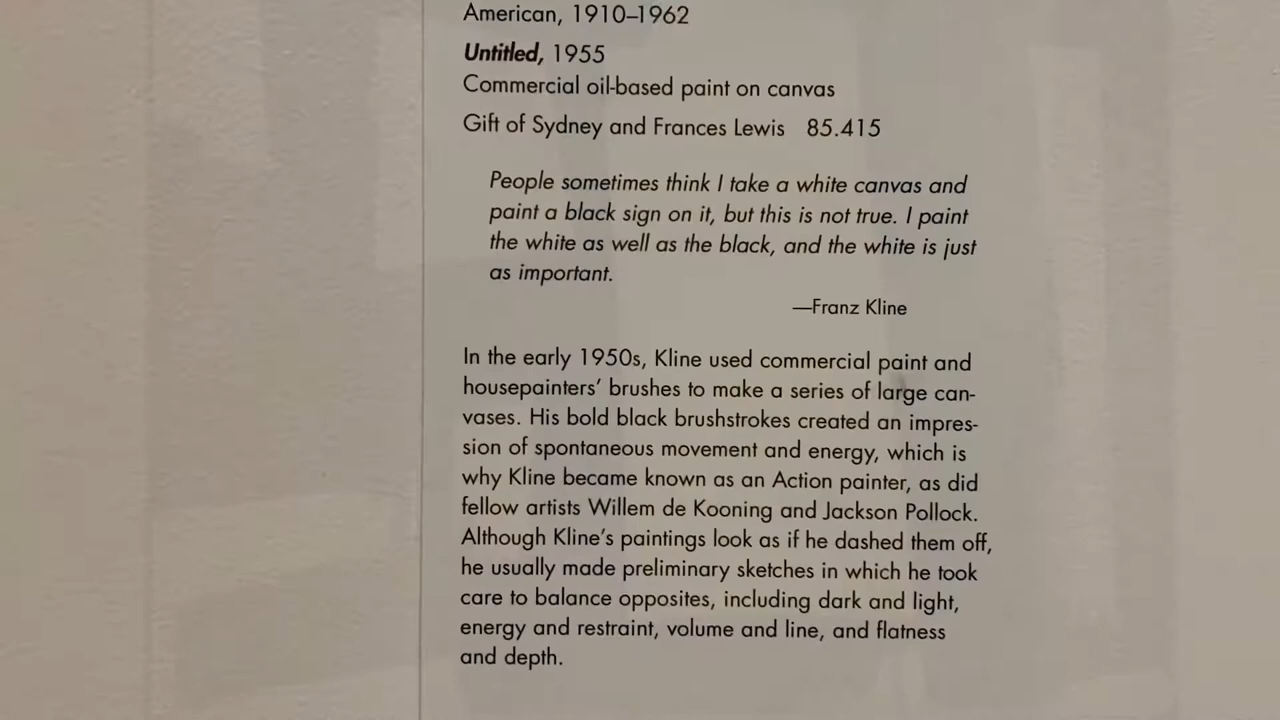 American, 1910–1962
Untitled, 1955
Commercial oil-based paint on canvas
Gift of Sydney and Frances Lewis 85.415
People sometimes think I take a white canvas and
paint a black sign on it, but this is not true. I paint
the white as well as the black, and the white is just
as important.
—Franz Kline
In the early 1950s, Kline used commercial paint and
housepainters’ brushes to make a series of large can-
vases. His bold black brushstrokes created an impres-
sion of spontaneous movement and energy, which is
why Kline became known as an Action painter, as did
fellow artists Willem de Kooning and Jackson Pollock.
Although Kline’s paintings look as if he dashed them off,
he usually made preliminary sketches in which he took
care to balance opposites, including dark and light,
energy and restraint, volume and line, and flatness
and depth.